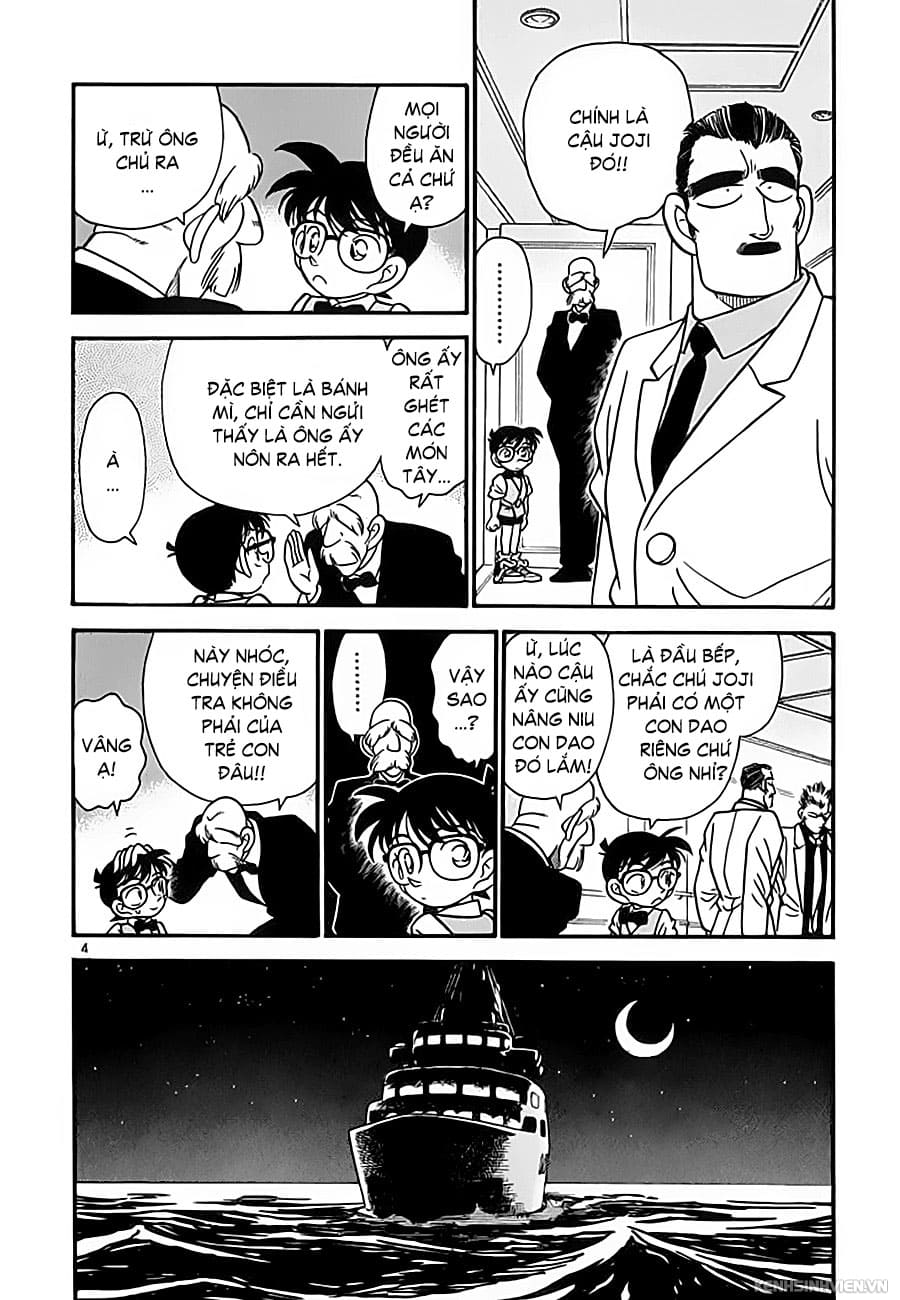 CHÍNH LÀ
CẬU JOJI
ĐÓ!!
.........
MỌI
NGƯỜI
ĐỀU ĂN
CẢ CHỨ
Ạ?
Ừ, TRỪ ÔNG
CHỦ RA
...
ÔNG ẤY
RẤT
GHÉT
CÁC
MÓN
TÂY...
ĐẶC BIỆT LÀ BÁNH
MÌ, CHỈ CẦN NGỬI
THẤY LÀ ÔNG ẤY
NÔN RA HẾT.
À
...
LÀ ĐẦU BẾP,
CHẮC CHÚ JOJI
PHẢI CÓ MỘT
CON DAO
RIÊNG CHỨ
ÔNG NHỈ?
Ừ, LÚC
NÀO CẬU
ẤY CŨNG
NÂNG NIU
CON DAO
ĐÓ LẮM!
VẬY
SAO
...?
.........
NÀY NHÓC,
CHUYỆN ĐIỀU
TRA KHÔNG
PHẢI CỦA
TRẺ CON
ĐÂU!!
VÂNG
Ạ!
4
KENHSINHVIEN.VN